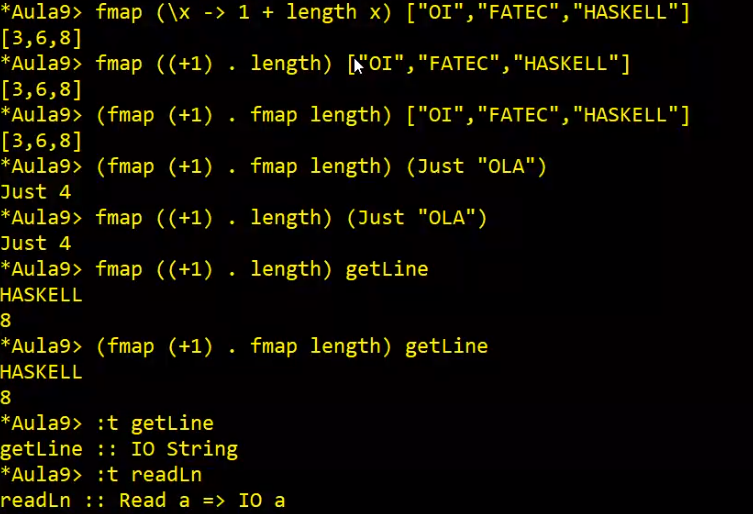 *Aula9> fmap (\x -> 1 + length x) ["OI","FATEC","HASKELL"]
[3,6,8]
*Aula9> fmap ((+1) . length) ["OI","FATEC","HASKELL"]
[3,6,8]
*Aula9> (fmap (+1) . fmap length) ["OI","FATEC","HASKELL"]
[3,6,8]
*Aula9> (fmap (+1) . fmap length) (Just "OLA")
Just 4
*Aula9> fmap ((+1) . length) (Just "OLA")
Just 4
*Aula9> fmap ((+1) . length) getLine
HASKELL
8
*Aula9> (fmap (+1) . fmap length) getLine
HASKELL
8
*Aula9> :t getLine
getLine :: IO String
*Aula9> :t readLn
readLn :: Read a => IO a